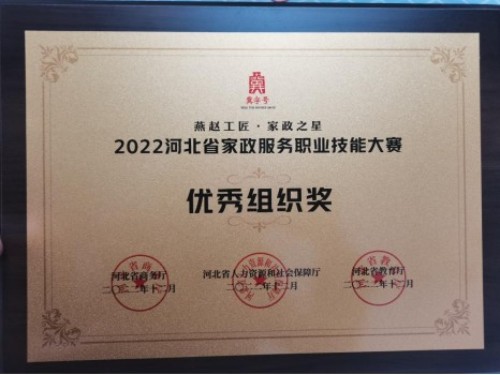 冀字号
燕赵工匠·家政之星
2022河北省家政服务职业技能大赛
优秀组织奖
河北省商务厅 河北省人力资源和社会保障厅 河北省教育厅
二〇二二年十二月 二〇二二年十二月 二〇二二年十二月